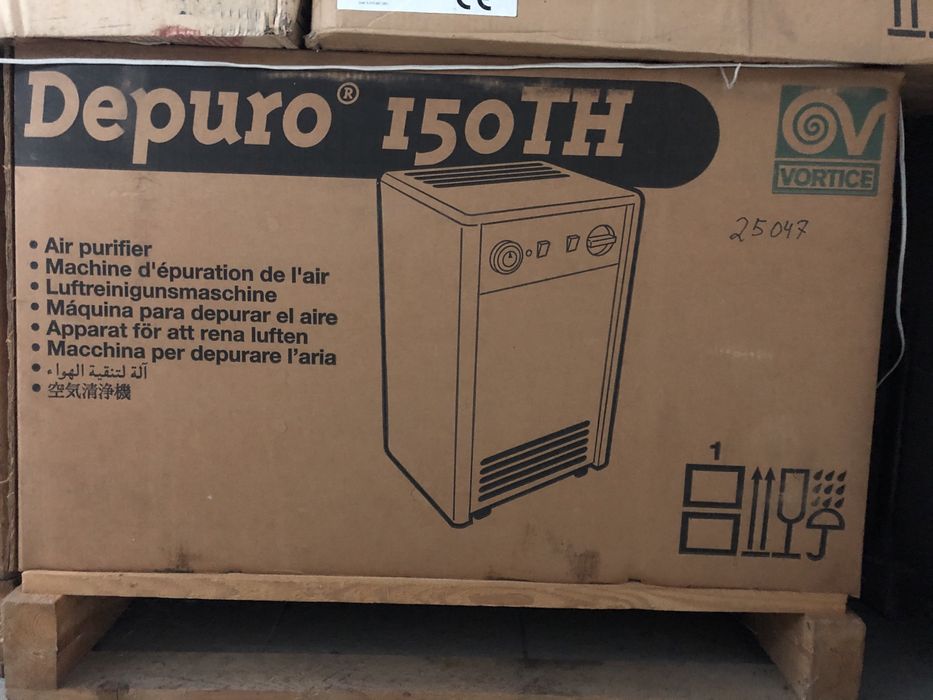 Depuro® 150TH
VORTICE
25047
• Air purifier
• Machine d'épuration de l'air
• Luftreinigunsmaschine
• Máquina para depurar el aire
• Apparat för att rena luften
• Macchina per depurare l'aria
• آلة لتنقية الهواء
• 空気清浄機
1